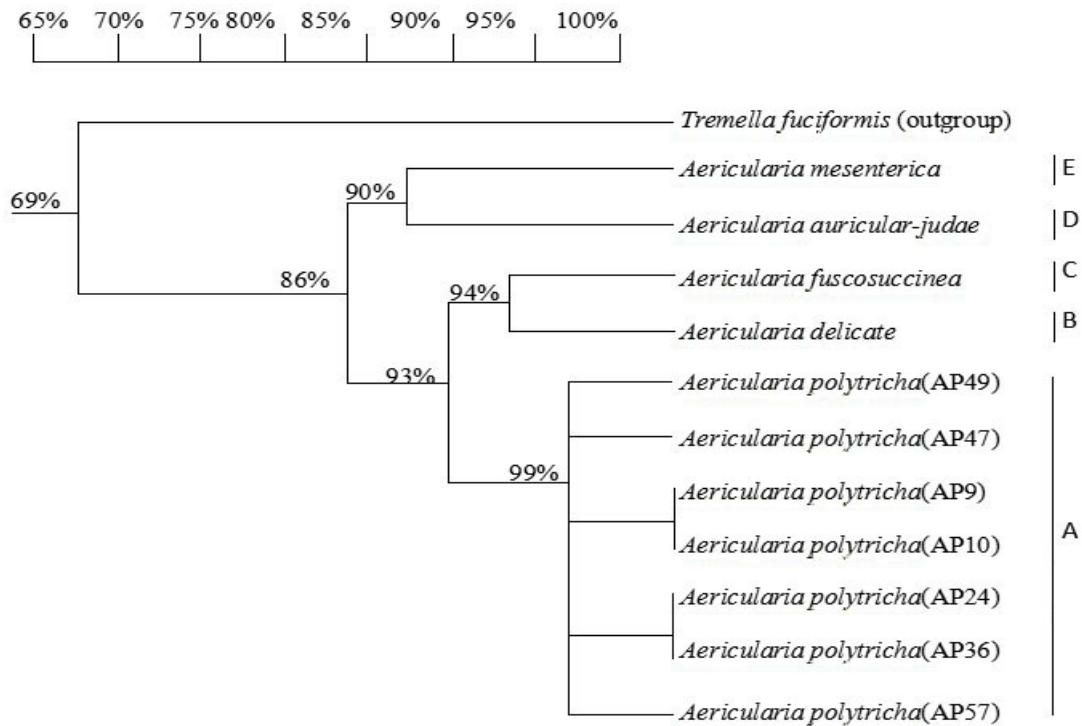 65% 70% 75% 80% 85% 90% 95% 100%
Tremella fuciformis (outgroup)
Aericularia mesenterica E
69%
90%
Aericularia auricular-judae D
Aericularia fuscosuccinea C
86%
94%
Aericularia delicate B
93%
Aericularia polytricha(AP49)
Aericularia polytricha(AP47)
99%
Aericularia polytricha(AP9)
A
Aericularia polytricha(AP10)
Aericularia polytricha(AP24)
Aericularia polytricha(AP36)
Aericularia polytricha(AP57)